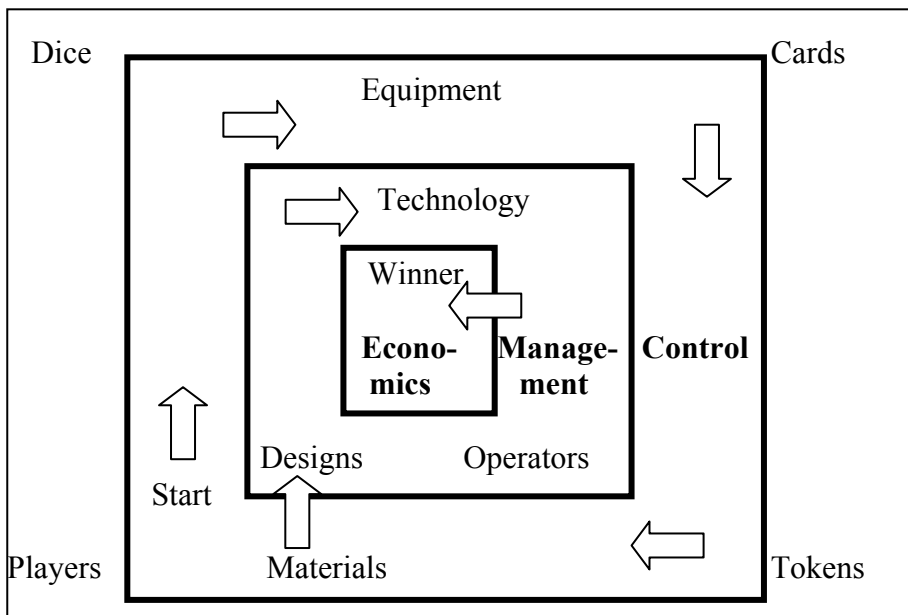 Dice
Cards
Equipment
Technology
Winner
Econo-
mics
Manage-
ment
Control
Designs
Operators
Start
Players
Materials
Tokens